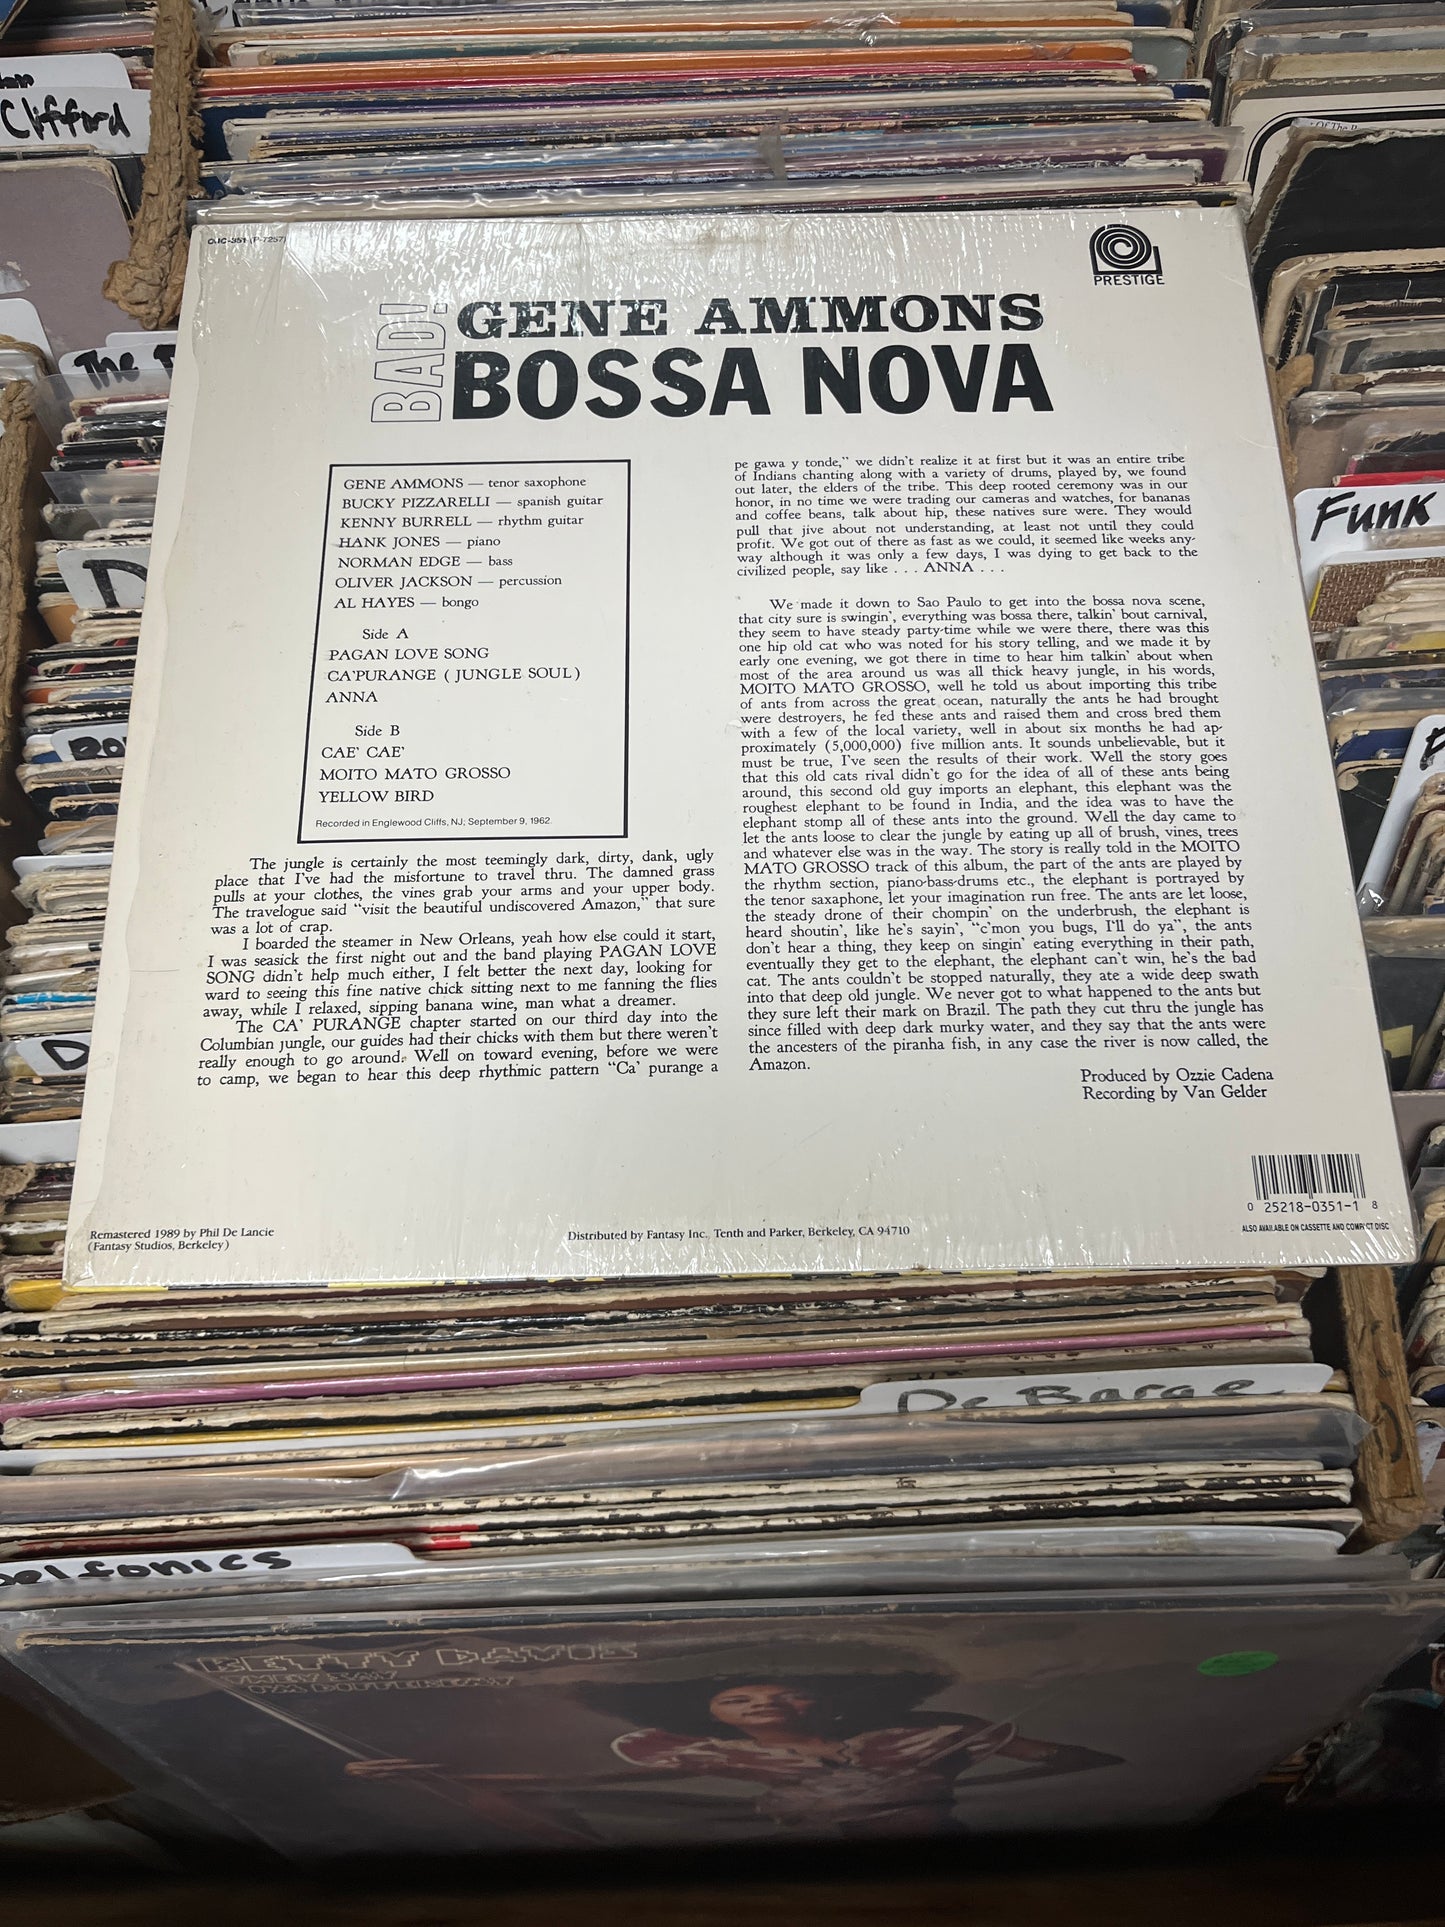 Clifford
Of The
OJC-351 (P-7257)
PRESTIGE
BAD!
GENE AMMONS
BOSSA NOVA
The
Funk
GENE AMMONS — tenor saxophone
BUCKY PIZZARELLI — spanish guitar
KENNY BURRELL — rhythm guitar
HANK JONES — piano
NORMAN EDGE — bass
OLIVER JACKSON — percussion
AL HAYES — bongo
Side A
PAGAN LOVE SONG
CA'PURANGE ( JUNGLE SOUL )
ANNA
Side B
CAE' CAE'
MOITO MATO GROSSO
YELLOW BIRD
Recorded in Englewood Cliffs, NJ; September 9, 1962.
The jungle is certainly the most teemingly dark, dirty, dank, ugly
place that I've had the misfortune to travel thru. The damned grass
pulls at your clothes, the vines grab your arms and your upper body.
The travelogue said "visit the beautiful undiscovered Amazon," that sure
was a lot of crap.
I boarded the steamer in New Orleans, yeah how else could it start,
I was seasick the first night out and the band playing PAGAN LOVE
SONG didn't help much either, I felt better the next day, looking for
ward to seeing this fine native chick sitting next to me fanning the flies
away, while I relaxed, sipping banana wine, man what a dreamer.
The CA' PURANGE chapter started on our third day into the
Columbian jungle, our guides had their chicks with them but there weren't
really enough to go around. Well on toward evening, before we were
to camp, we began to hear this deep rhythmic pattern "Ca' purange a
pe gawa y tonde," we didn't realize it at first but it was an entire tribe
of Indians chanting along with a variety of drums, played by, we found
out later, the elders of the tribe. This deep rooted ceremony was in our
honor, in no time we were trading our cameras and watches, for bananas
and coffee beans, talk about hip, these natives sure were. They would
pull that jive about not understanding, at least not until they could
profit. We got out of there as fast as we could, it seemed like weeks any-
way although it was only a few days, I was dying to get back to the
civilized people, say like . . . ANNA . . .
We made it down to Sao Paulo to get into the bossa nova scene,
that city sure is swingin', everything was bossa there, talkin' bout carnival,
they seem to have steady party-time while we were there, there was this
one hip old cat who was noted for his story telling, and we made it by
early one evening, we got there in time to hear him talkin' about when
most of the area around us was all thick heavy jungle, in his words,
MOITO MATO GROSSO, well he told us about importing this tribe
of ants from across the great ocean, naturally the ants he had brought
were destroyers, he fed these ants and raised them and cross bred them
with a few of the local variety, well in about six months he had ap-
proximately (5,000,000) five million ants. It sounds unbelievable, but it
must be true, I've seen the results of their work. Well the story goes
that this old cats rival didn't go for the idea of all of these ants being
around, this second old guy imports an elephant, this elephant was the
roughest elephant to be found in India, and the idea was to have the
elephant stomp all of these ants into the ground. Well the day came to
let the ants loose to clear the jungle by eating up all of brush, vines, trees
and whatever else was in the way. The story is really told in the MOITO
MATO GROSSO track of this album, the part of the ants are played by
the rhythm section, piano-bass-drums etc., the elephant is portrayed by
the tenor saxaphone, let your imagination run free. The ants are let loose,
the steady drone of their chompin' on the underbrush, the elephant is
heard shoutin', like he's sayin', "c'mon you bugs, I'll do ya", the ants
don't hear a thing, they keep on singin' eating everything in their path,
eventually they get to the elephant, the elephant can't win, he's the bad
cat. The ants couldn't be stopped naturally, they ate a wide deep swath
into that deep old jungle. We never got to what happened to the ants but
they sure left their mark on Brazil. The path they cut thru the jungle has
since filled with deep dark murky water, and they say that the ants were
the ancesters of the piranha fish, in any case the river is now called, the
Amazon.
Produced by Ozzie Cadena
Recording by Van Gelder
0 25218-0351-1 8
ALSO AVAILABLE ON CASSETTE AND COMPACT DISC
Remastered 1989 by Phil De Lancie
(Fantasy Studios, Berkeley)
Distributed by Fantasy Inc., Tenth and Parker, Berkeley, CA 94710
De Barge
elfonics
BETTY DAVIS
THEY SAY
I'M DIFFERENT